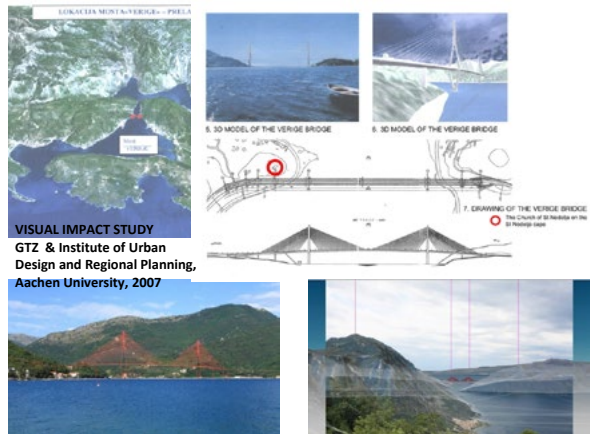 LOKACIJA MOSTA «VERIGE» – PRELA
MOST
"VERIGE"
5. 3D MODEL OF THE VERIGE BRIDGE
6. 3D MODEL OF THE VERIGE BRIDGE
7. DRAWING OF THE VERIGE BRIDGE
The Church of St Nedjelja on the
St Nedjelja cape
VISUAL IMPACT STUDY
GTZ & Institute of Urban
Design and Regional Planning,
Aachen University, 2007